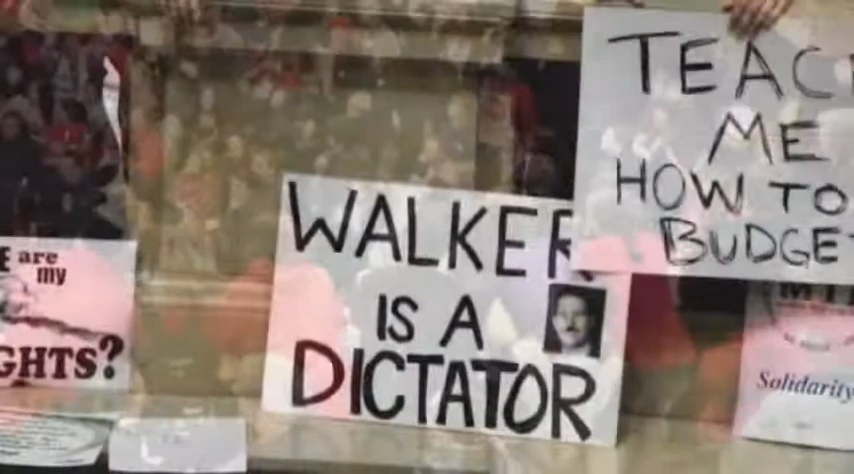 are
my
GHTS?
WALKER
IS A
DICTATOR
TEAC
ME
HOW TO
BUDGE
Solidarity